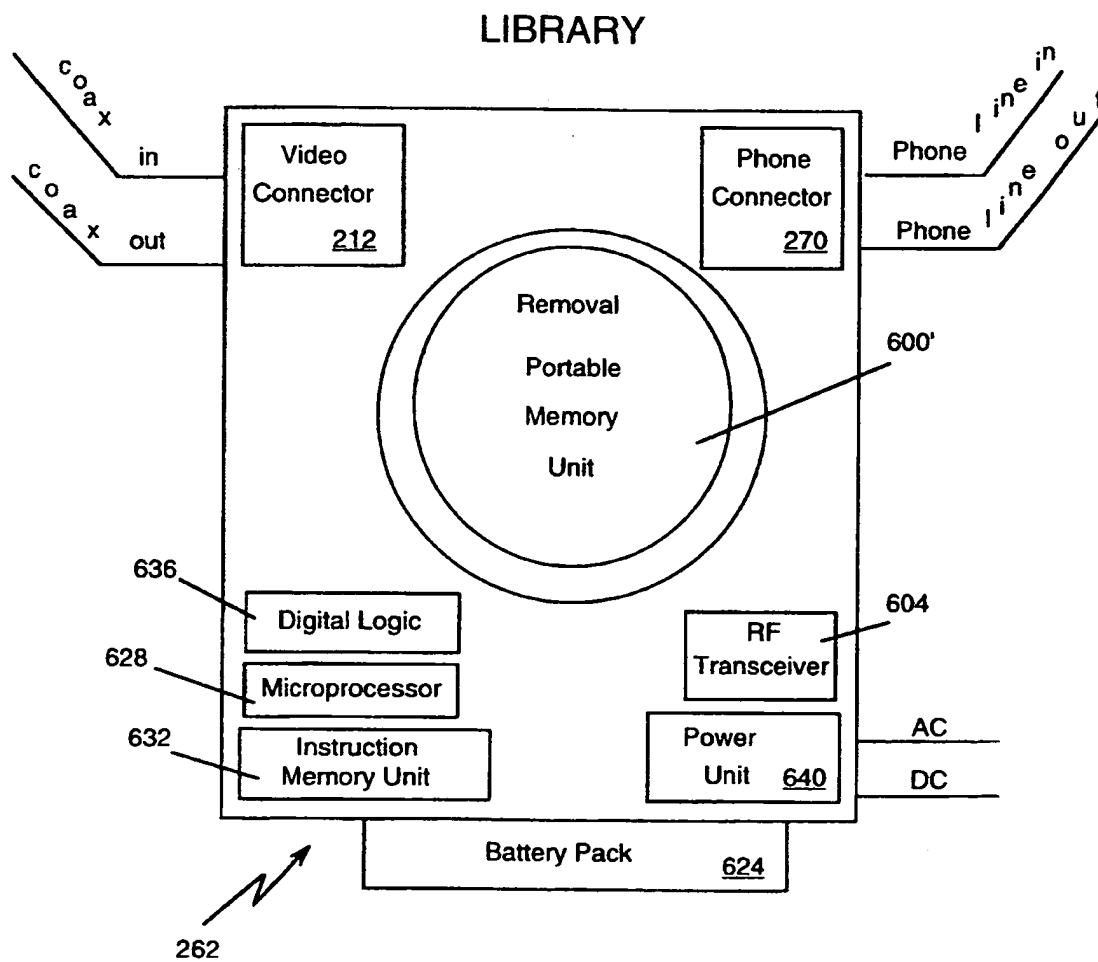 LIBRARY
coax in
coax out
Video
Connector
212
Phone
Connector
270
Phone line in
Phone line out
Removal
Portable
Memory
Unit
600'
636
Digital Logic
628
Microprocessor
632
Instruction
Memory Unit
604
RF
Transceiver
Power
Unit
640
AC
DC
Battery Pack
624
262